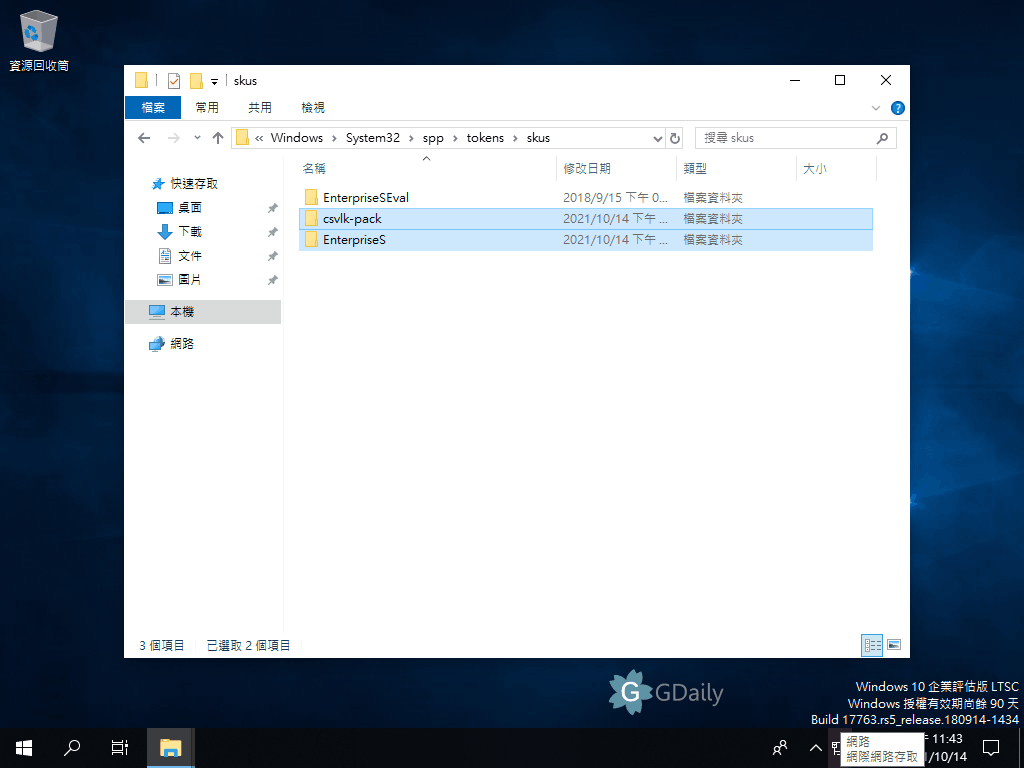 資源回收筒
skus
檔案 常用 共用 檢視
« Windows › System32 › spp › tokens › skus
搜尋 skus
名稱 修改日期 類型 大小
快速存取
桌面
下載
文件
圖片
本機
網路
EnterpriseSEval 2018/9/15 下午 0... 檔案資料夾
csvlk-pack 2021/10/14 下午 ... 檔案資料夾
EnterpriseS 2021/10/14 下午 ... 檔案資料夾
3 個項目 已選取 2 個項目
G GDaily
Windows 10 企業評估版 LTSC
Windows 授權有效期尚餘 90 天
Build 17763.rs5_release.180914-1434
網路
網際網路存取
11:43
/10/14